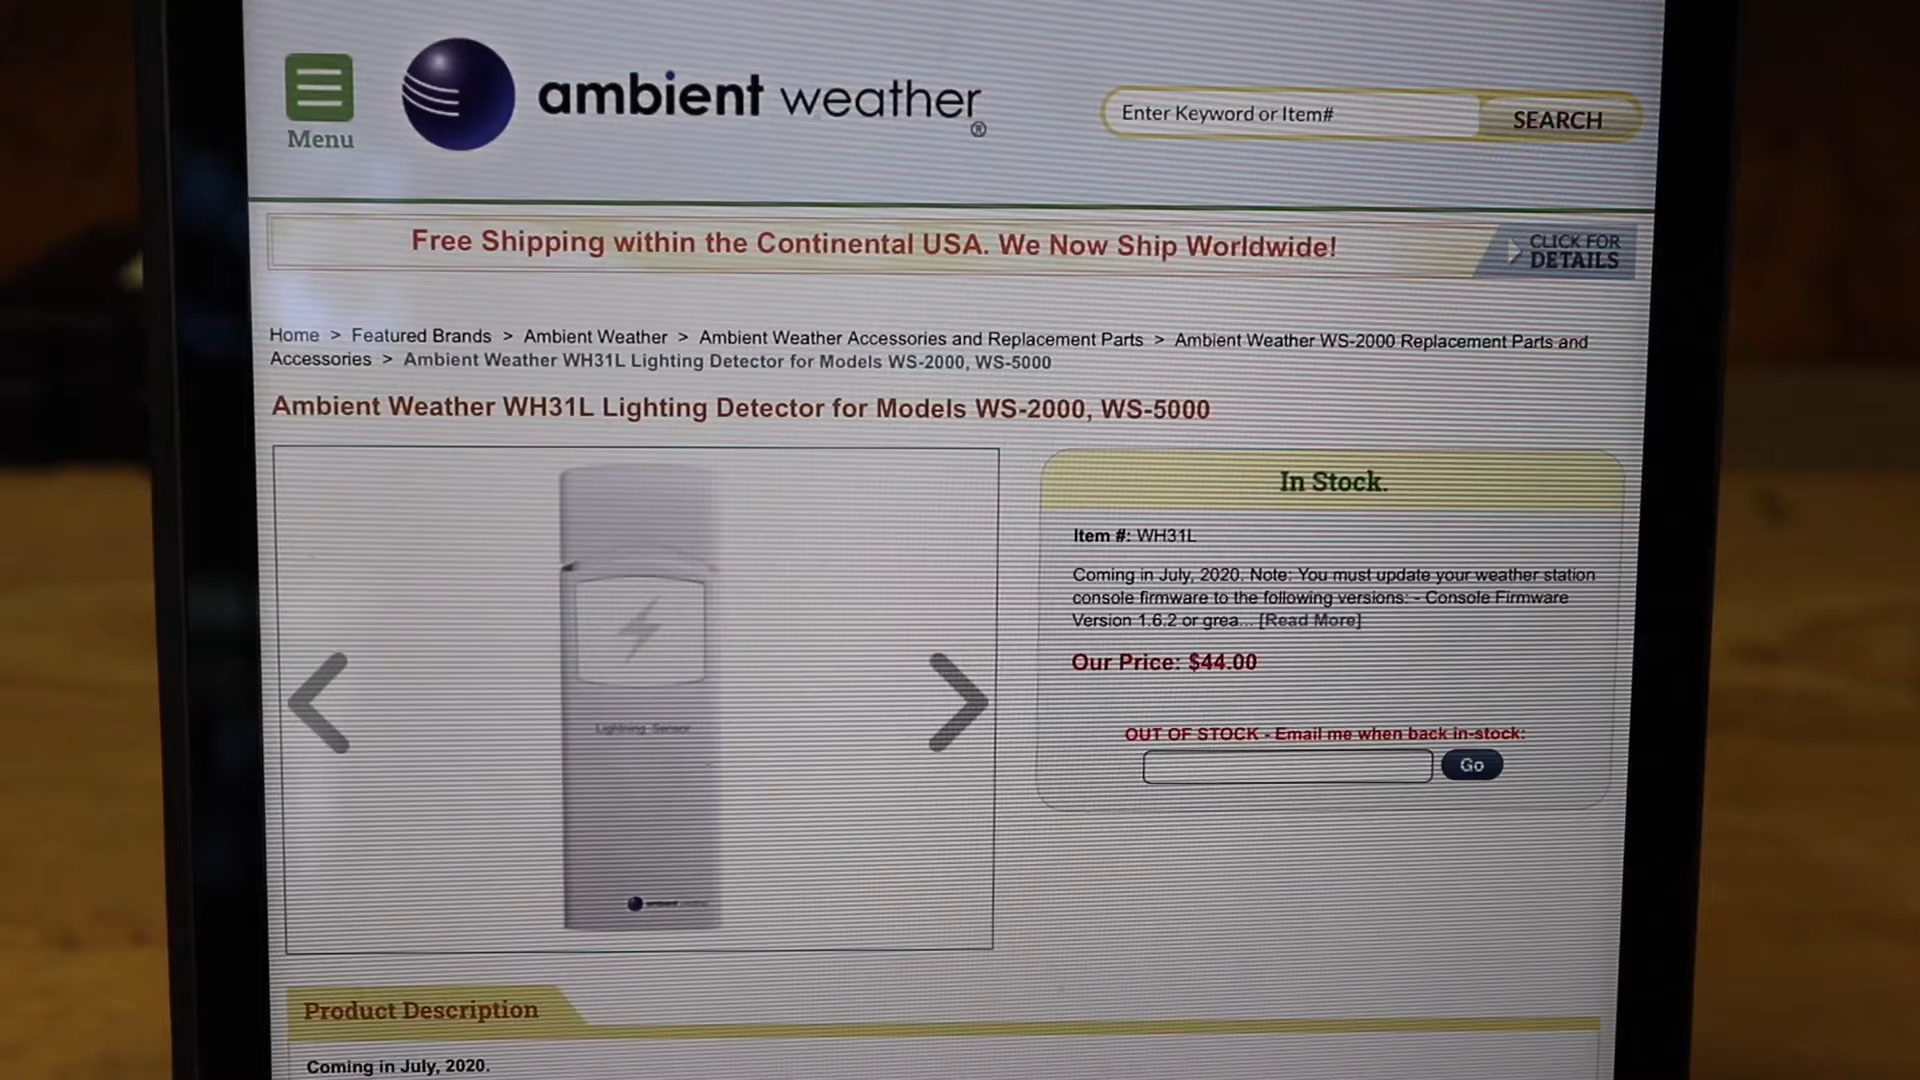 Menu
ambient weather®
Enter Keyword or Item#
SEARCH
Free Shipping within the Continental USA. We Now Ship Worldwide!
CLICK FOR
DETAILS
Home > Featured Brands > Ambient Weather > Ambient Weather Accessories and Replacement Parts > Ambient Weather WS-2000 Replacement Parts and
Accessories > Ambient Weather WH31L Lighting Detector for Models WS-2000, WS-5000
Ambient Weather WH31L Lighting Detector for Models WS-2000, WS-5000
Lightning Sensor
In Stock.
Item #: WH31L
Coming in July, 2020. Note: You must update your weather station
console firmware to the following versions: - Console Firmware
Version 1.6.2 or grea... [Read More]
Our Price: $44.00
OUT OF STOCK - Email me when back in-stock:
Go
Product Description
Coming in July, 2020.